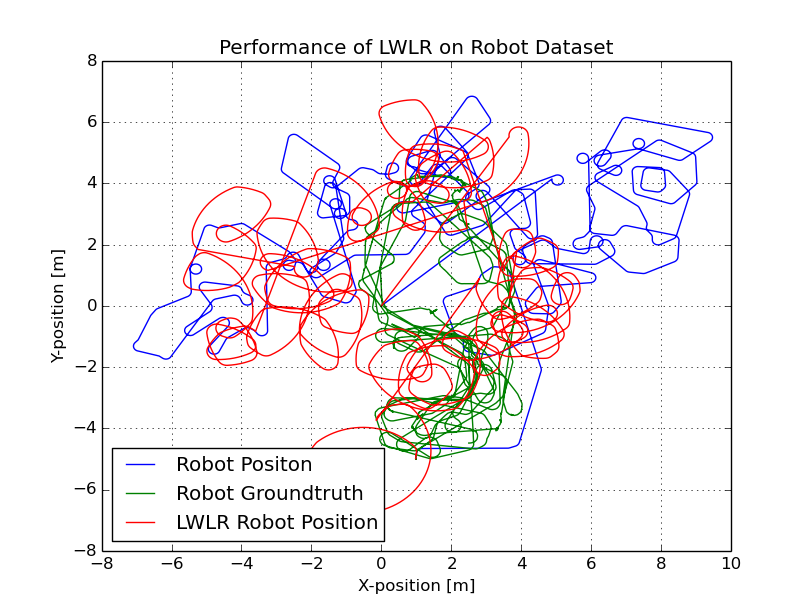 Performance of LWLR on Robot Dataset
8
6
4
2
0
−2
−4
−6
−8
Y-position [m]
Robot Positon
Robot Groundtruth
LWLR Robot Position
−8 −6 −4 −2 0 2 4 6 8 10
X-position [m]